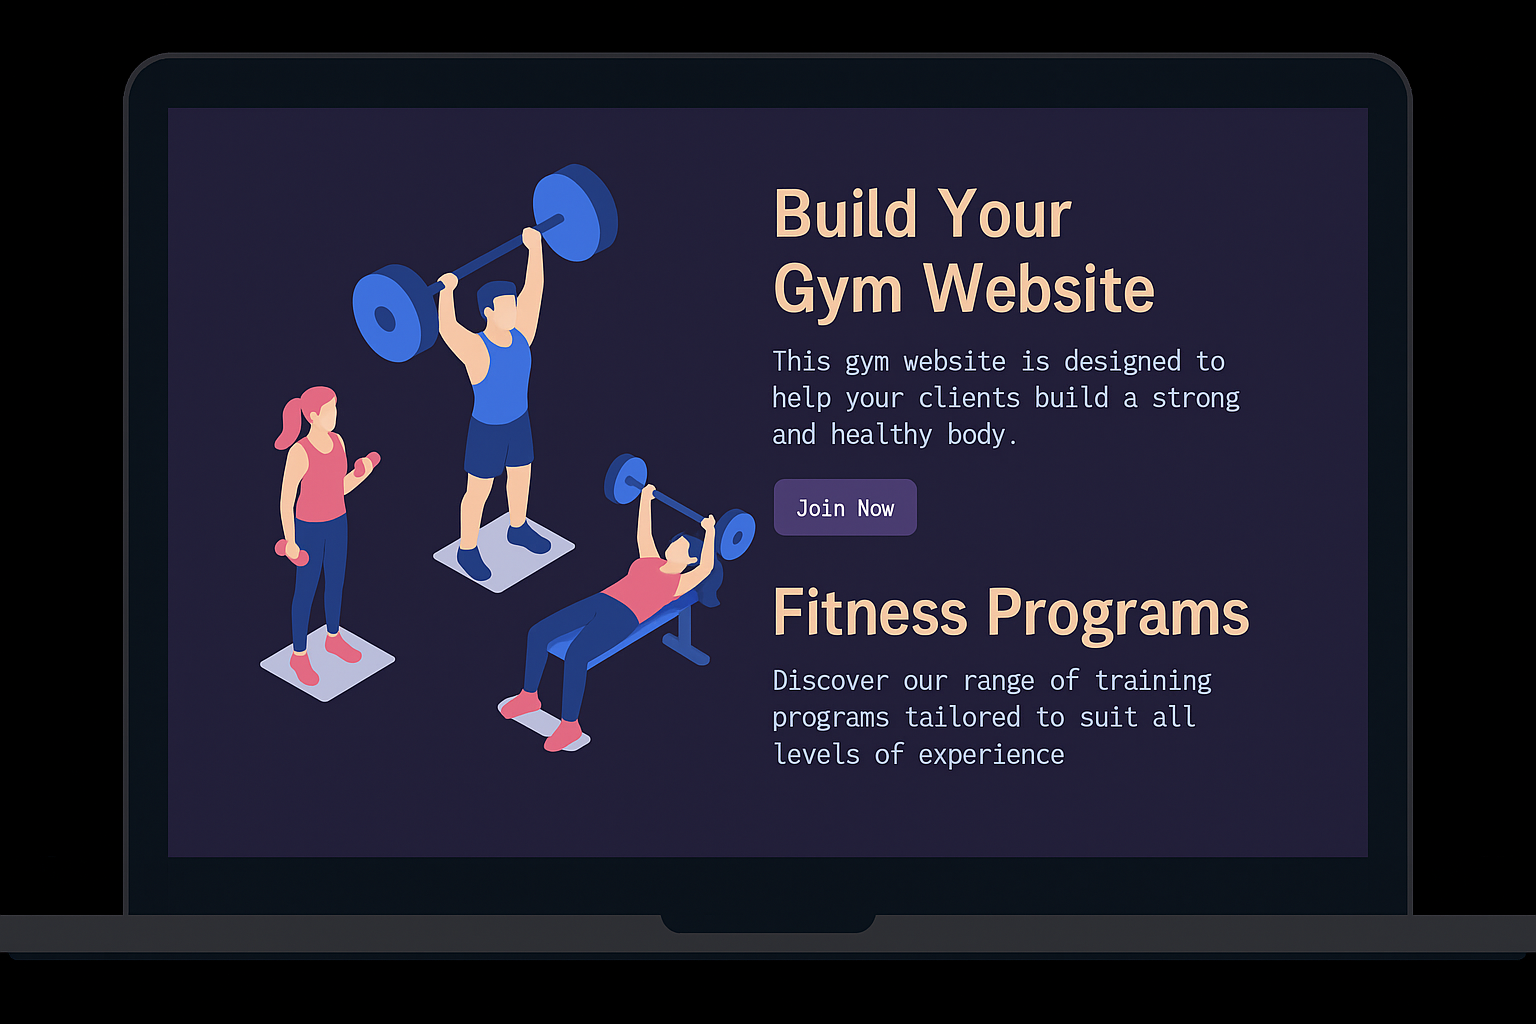 Build Your
Gym Website
This gym website is designed to
help your clients build a strong
and healthy body.
Join Now
Fitness Programs
Discover our range of training
programs tailored to suit all
levels of experience